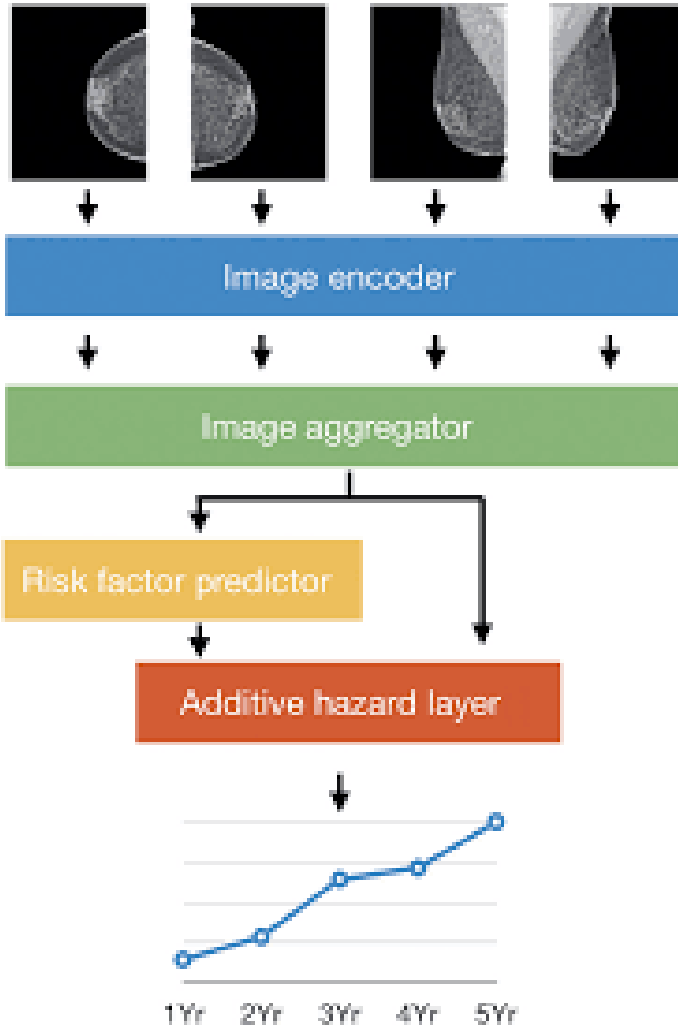 Image encoder
Image aggregator
Risk factor predictor
Additive hazard layer
1Yr 2Yr 3Yr 4Yr 5Yr